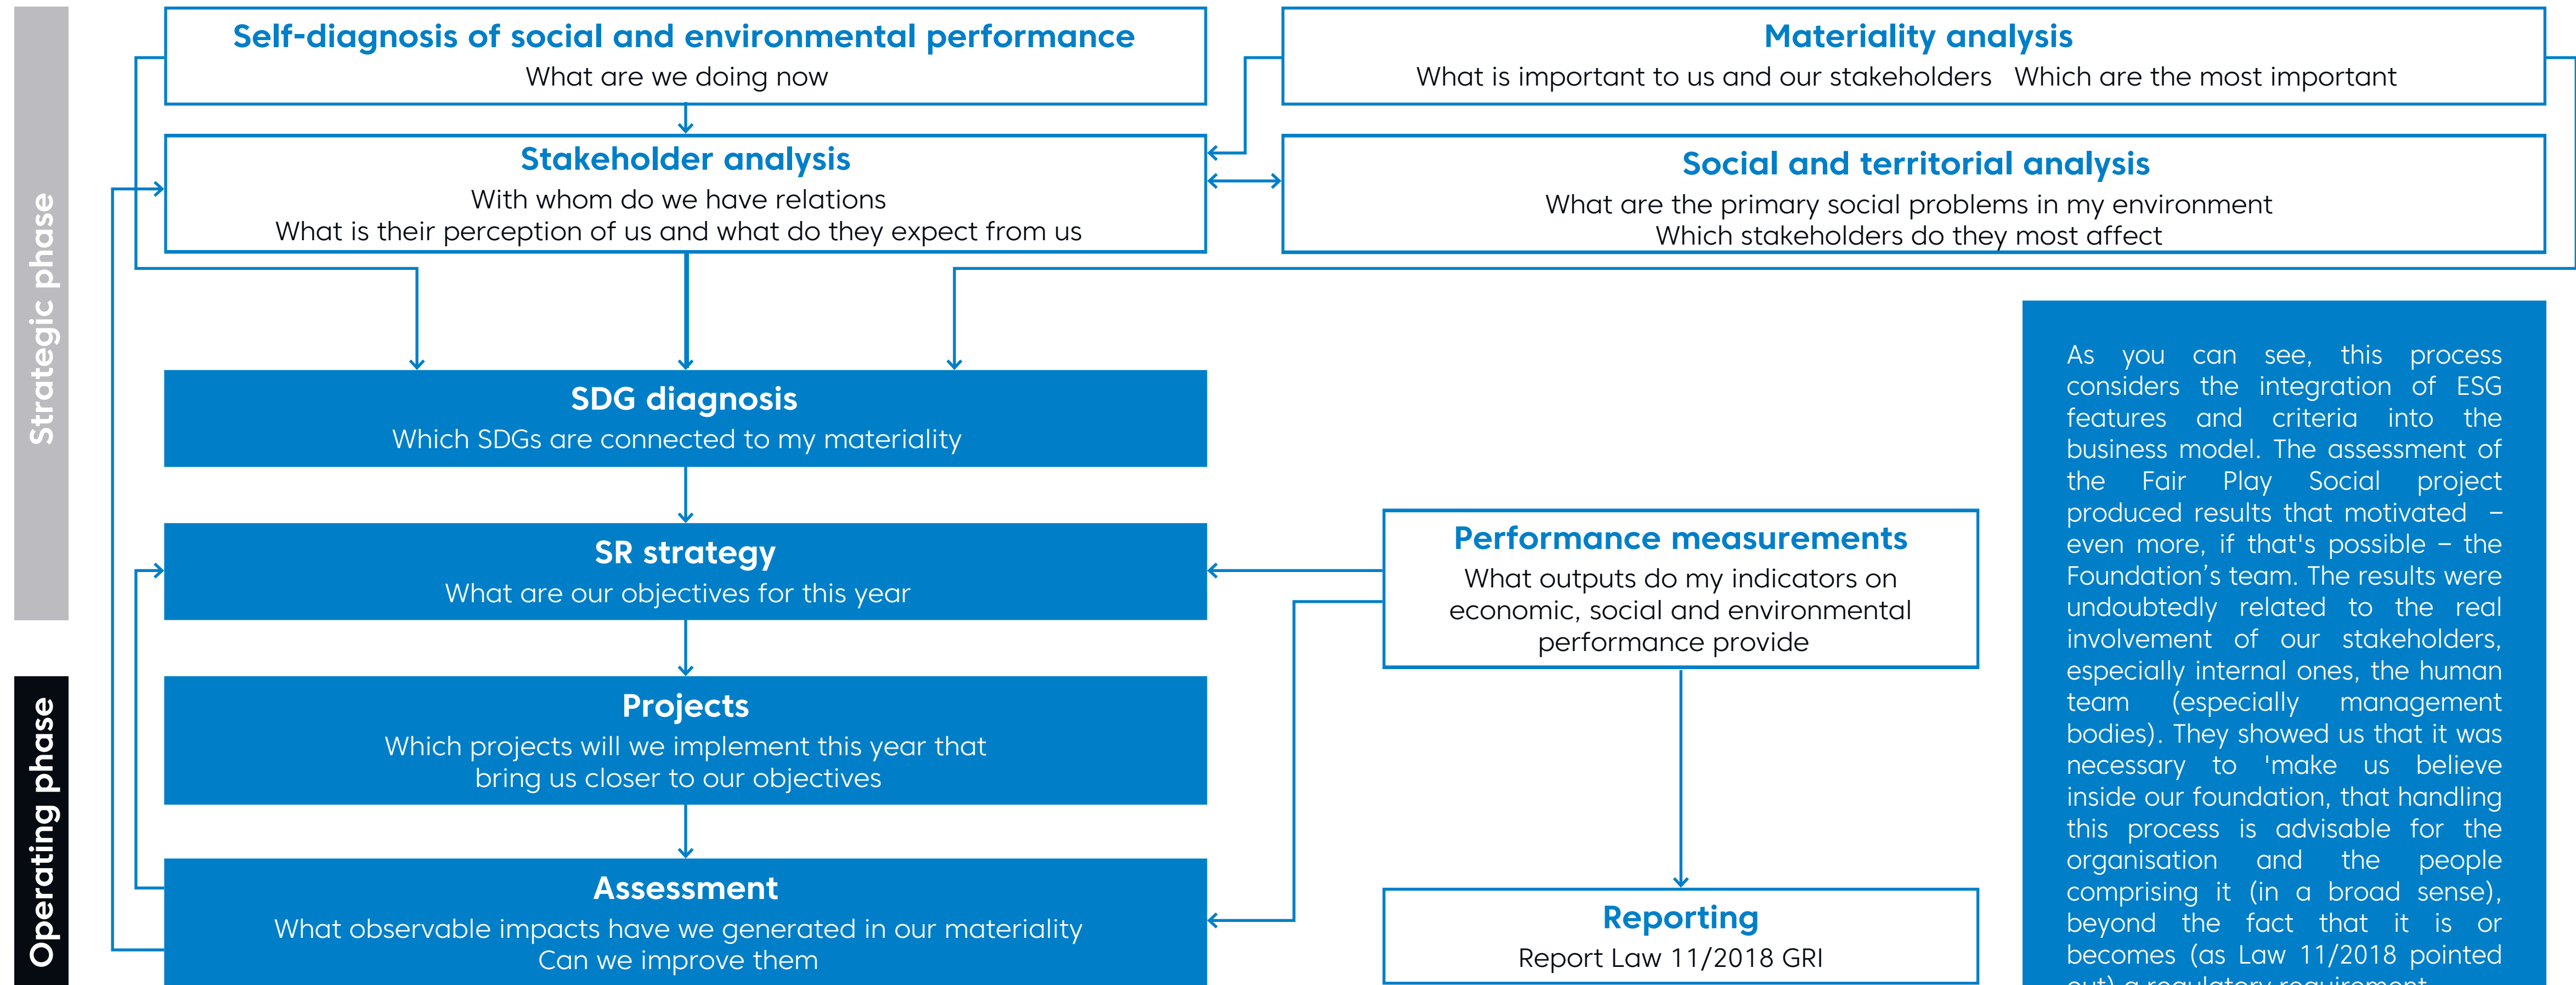 Strategic phase
Self-diagnosis of social and environmental performance
What are we doing now
Materiality analysis
What is important to us and our stakeholders Which are the most important
Stakeholder analysis
With whom do we have relations
What is their perception of us and what do they expect from us
Social and territorial analysis
What are the primary social problems in my environment
Which stakeholders do they most affect
SDG diagnosis
Which SDGs are connected to my materiality
SR strategy
What are our objectives for this year
Performance measurements
What outputs do my indicators on
economic, social and environmental
performance provide
Operating phase
Projects
Which projects will we implement this year that
bring us closer to our objectives
Assessment
What observable impacts have we generated in our materiality
Can we improve them
Reporting
Report Law 11/2018 GRI
As you can see, this process
considers the integration of ESG
features and criteria into the
business model. The assessment of
the Fair Play Social project
produced results that motivated –
even more, if that's possible – the
Foundation’s team. The results were
undoubtedly related to the real
involvement of our stakeholders,
especially internal ones, the human
team (especially management
bodies). They showed us that it was
necessary to 'make us believe
inside our foundation, that handling
this process is advisable for the
organisation and the people
comprising it (in a broad sense),
beyond the fact that it is or
becomes (as Law 11/2018 pointed
out) a regulatory requirement